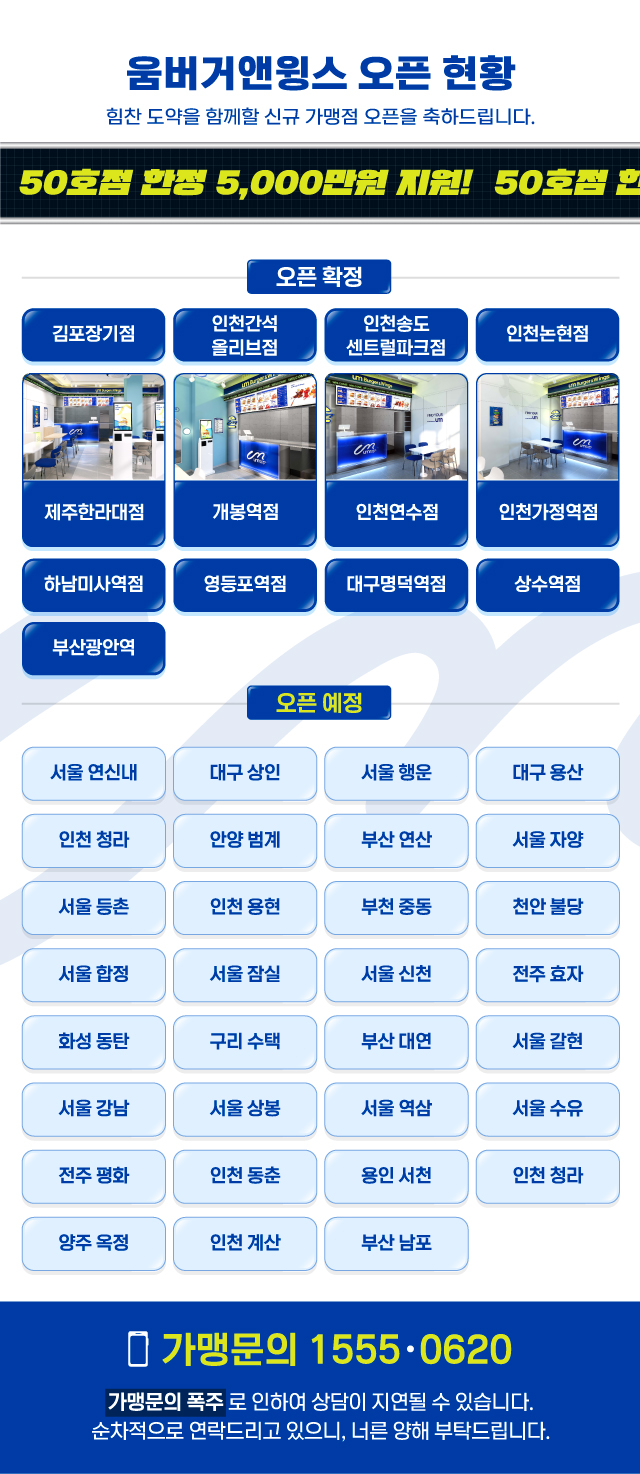 움버거앤윙스 오픈 현황
힘찬 도약을 함께할 신규 가맹점 오픈을 축하드립니다.
50호점 한정 5,000만원 지원! 50호점 한
오픈 확정
김포장기점
인천간석
올리브점
인천송도
센트럴파크점
인천논현점
um Burger & Wings
um Burger & Wings
um Burger & Wings
um Burger & Wings
제주한라대점
개봉역점
인천연수점
인천가정역점
하남미사역점
영등포역점
대구명덕역점
상수역점
부산광안역
오픈 예정
서울 연신내
대구 상인
서울 행운
대구 용산
인천 청라
안양 범계
부산 연산
서울 자양
서울 등촌
인천 용현
부천 중동
천안 불당
서울 합정
서울 잠실
서울 신천
전주 효자
화성 동탄
구리 수택
부산 대연
서울 갈현
서울 강남
서울 상봉
서울 역삼
서울 수유
전주 평화
인천 동춘
용인 서천
인천 청라
양주 옥정
인천 계산
부산 남포
가맹문의 1555·0620
가맹문의 폭주로 인하여 상담이 지연될 수 있습니다.
순차적으로 연락드리고 있으니, 너른 양해 부탁드립니다.